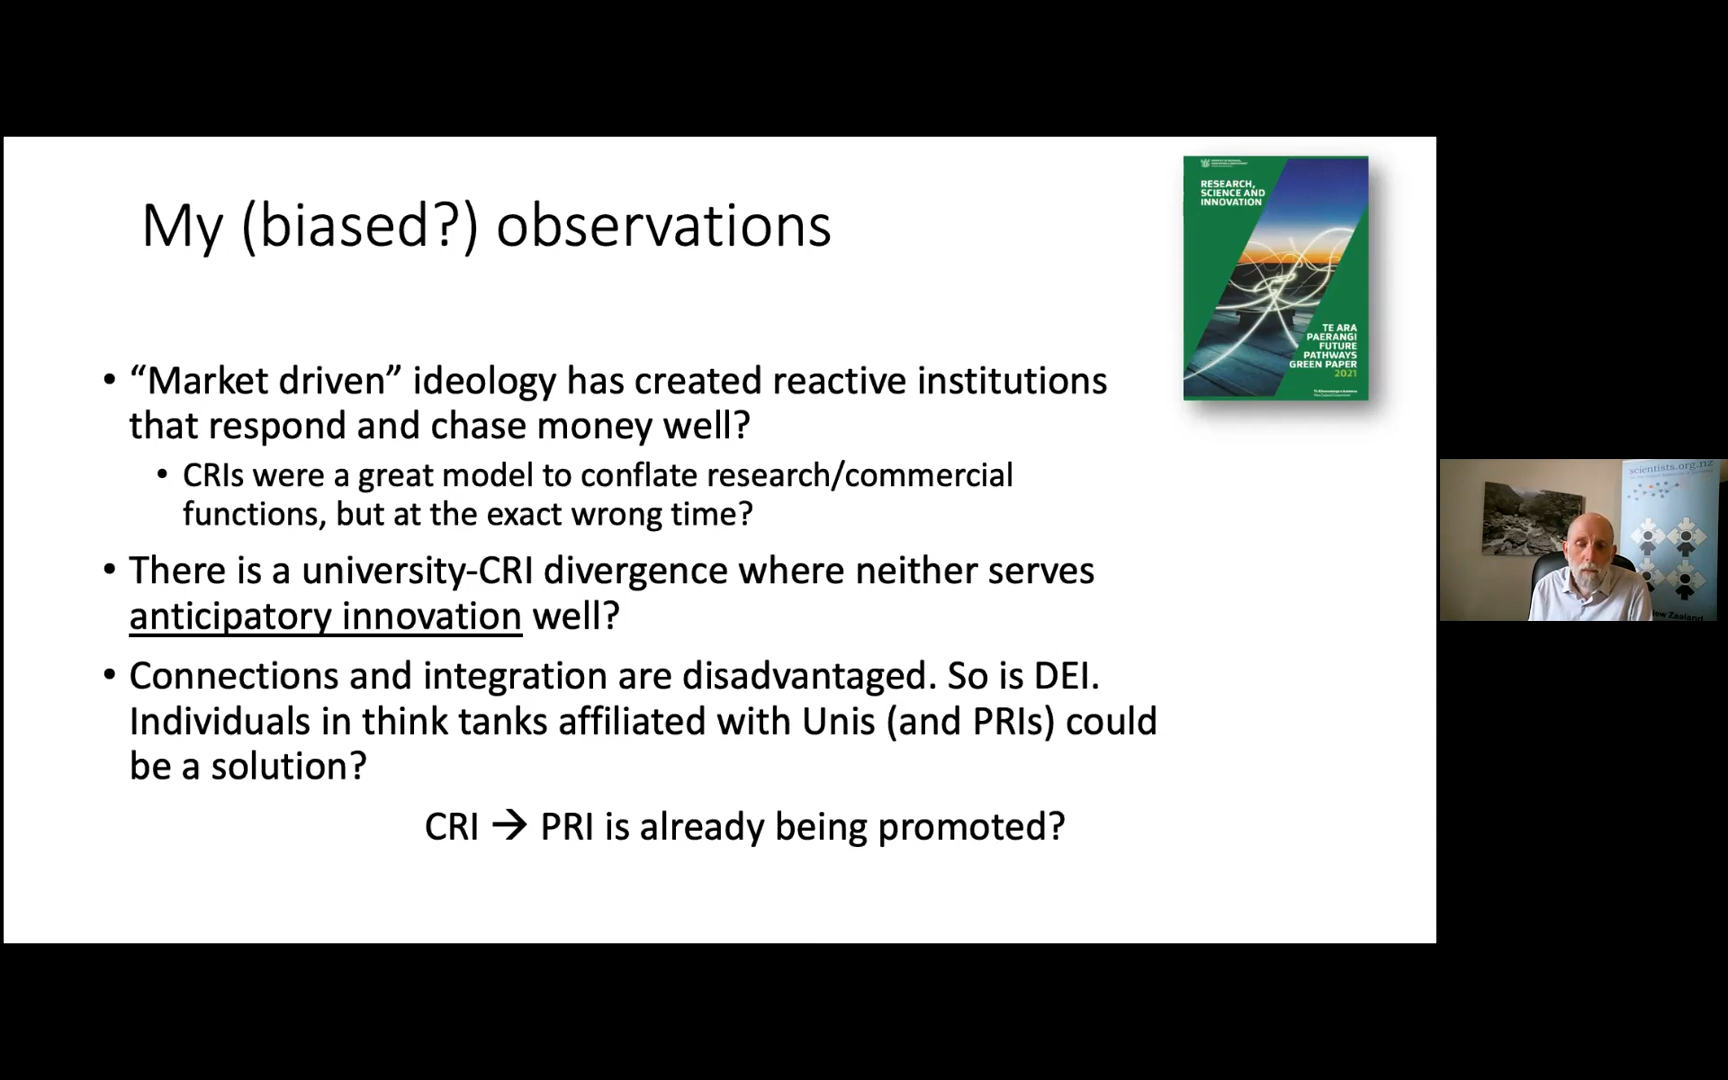 My (biased?) observations
RESEARCH,
SCIENCE AND
INNOVATION
TE ARA
PAERANGI
FUTURE
PATHWAYS
GREEN PAPER
2021
• “Market driven” ideology has created reactive institutions
that respond and chase money well?
• CRIs were a great model to conflate research/commercial
functions, but at the exact wrong time?
• There is a university-CRI divergence where neither serves
anticipatory innovation well?
• Connections and integration are disadvantaged. So is DEI.
Individuals in think tanks affiliated with Unis (and PRIs) could
be a solution?
CRI → PRI is already being promoted?
scientists.org.nz
New Zealand